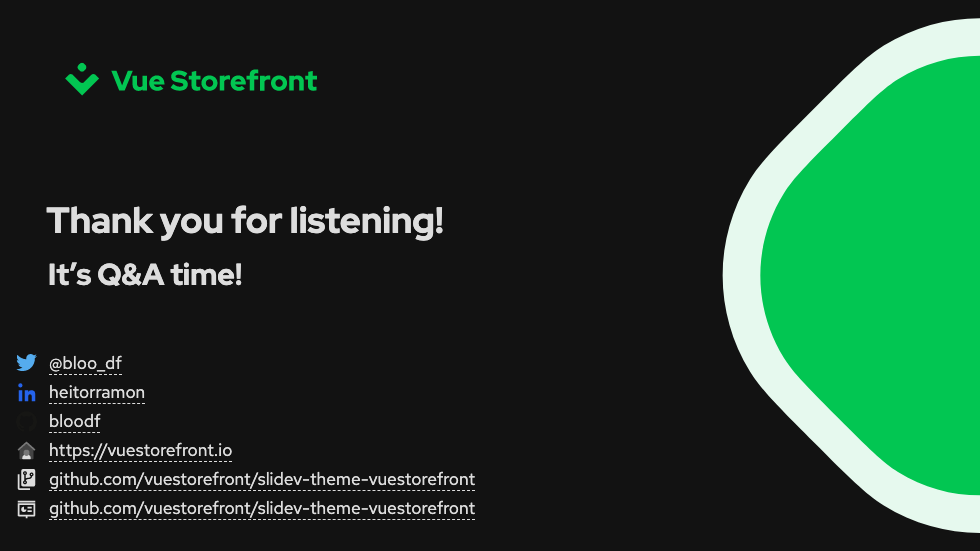 Vue Storefront
Thank you for listening!
It's Q&A time!
@bloo_df
heitorramon
bloodf
https://vuestorefront.io
github.com/vuestorefront/slidev-theme-vuestorefront
github.com/vuestorefront/slidev-theme-vuestorefront